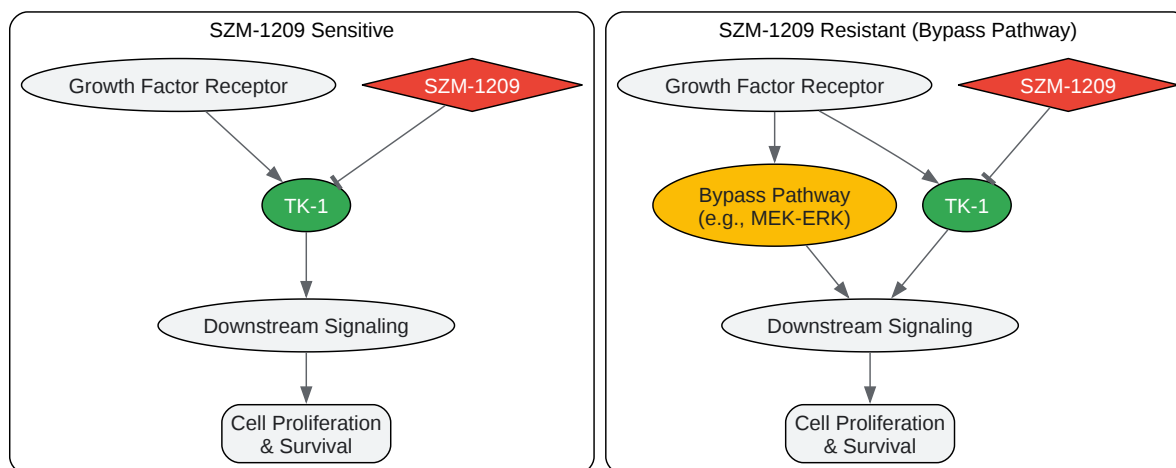 SZM-1209 Sensitive
Growth Factor Receptor
SZM-1209
TK-1
Downstream Signaling
Cell Proliferation
& Survival
SZM-1209 Resistant (Bypass Pathway)
Growth Factor Receptor
SZM-1209
Bypass Pathway
(e.g., MEK-ERK)
TK-1
Downstream Signaling
Cell Proliferation
& Survival